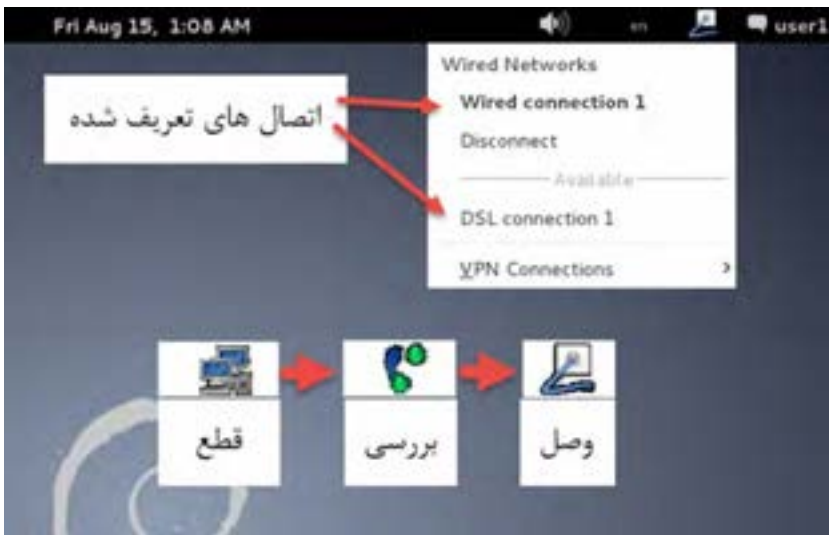 Fri Aug 15, 1:08 AM
en
user1
Wired Networks
Wired connection 1
Disconnect
Available
DSL connection 1
VPN Connections
اتصال های تعریف شده
قطع
بررسی
وصل